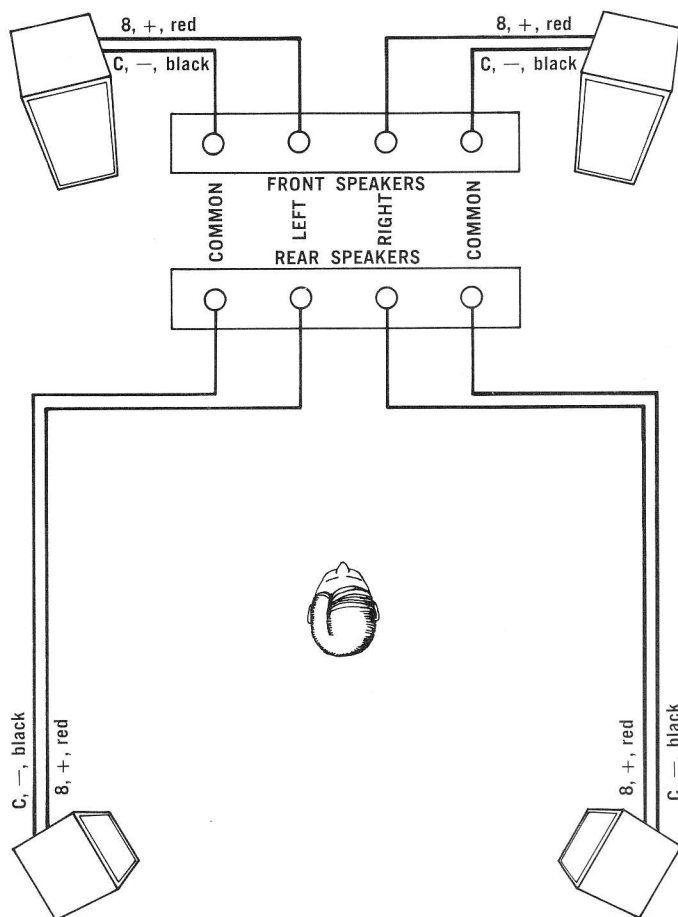 8, +, red
8, +, red
C, —, black
C, —, black
FRONT SPEAKERS
COMMON
LEFT
RIGHT
COMMON
REAR SPEAKERS
C, —, black
8, +, red
8, +, red
C, —, black